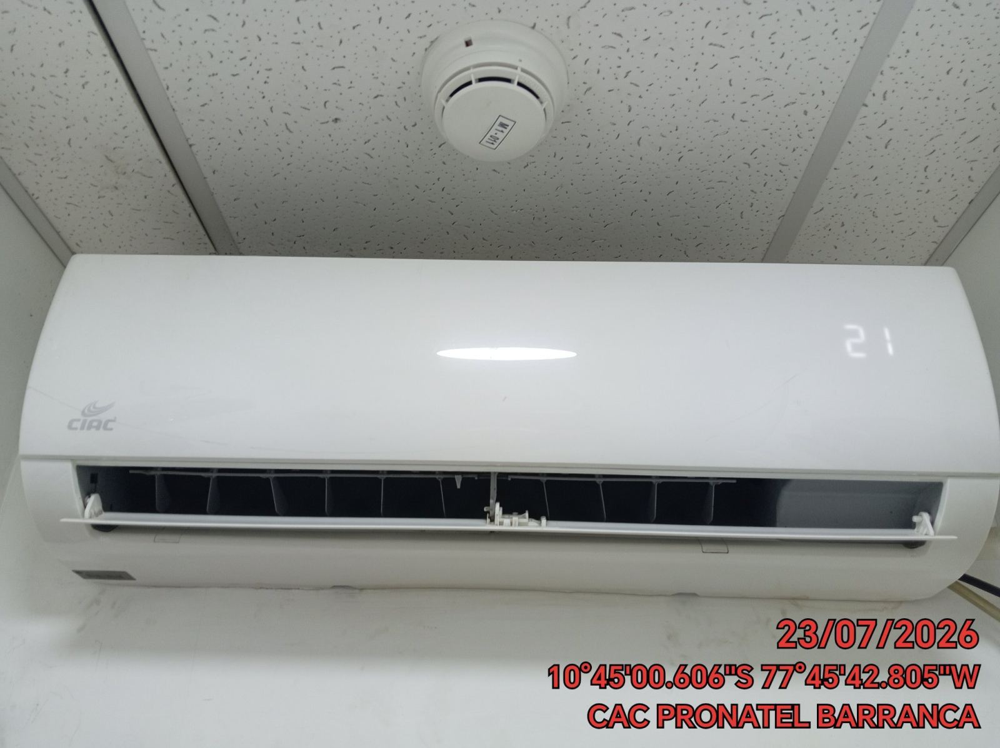 M1-011
21
CIAC
23/07/2026
10°45'00.606"S 77°45'42.805"W
CAC PRONATEL BARRANCA